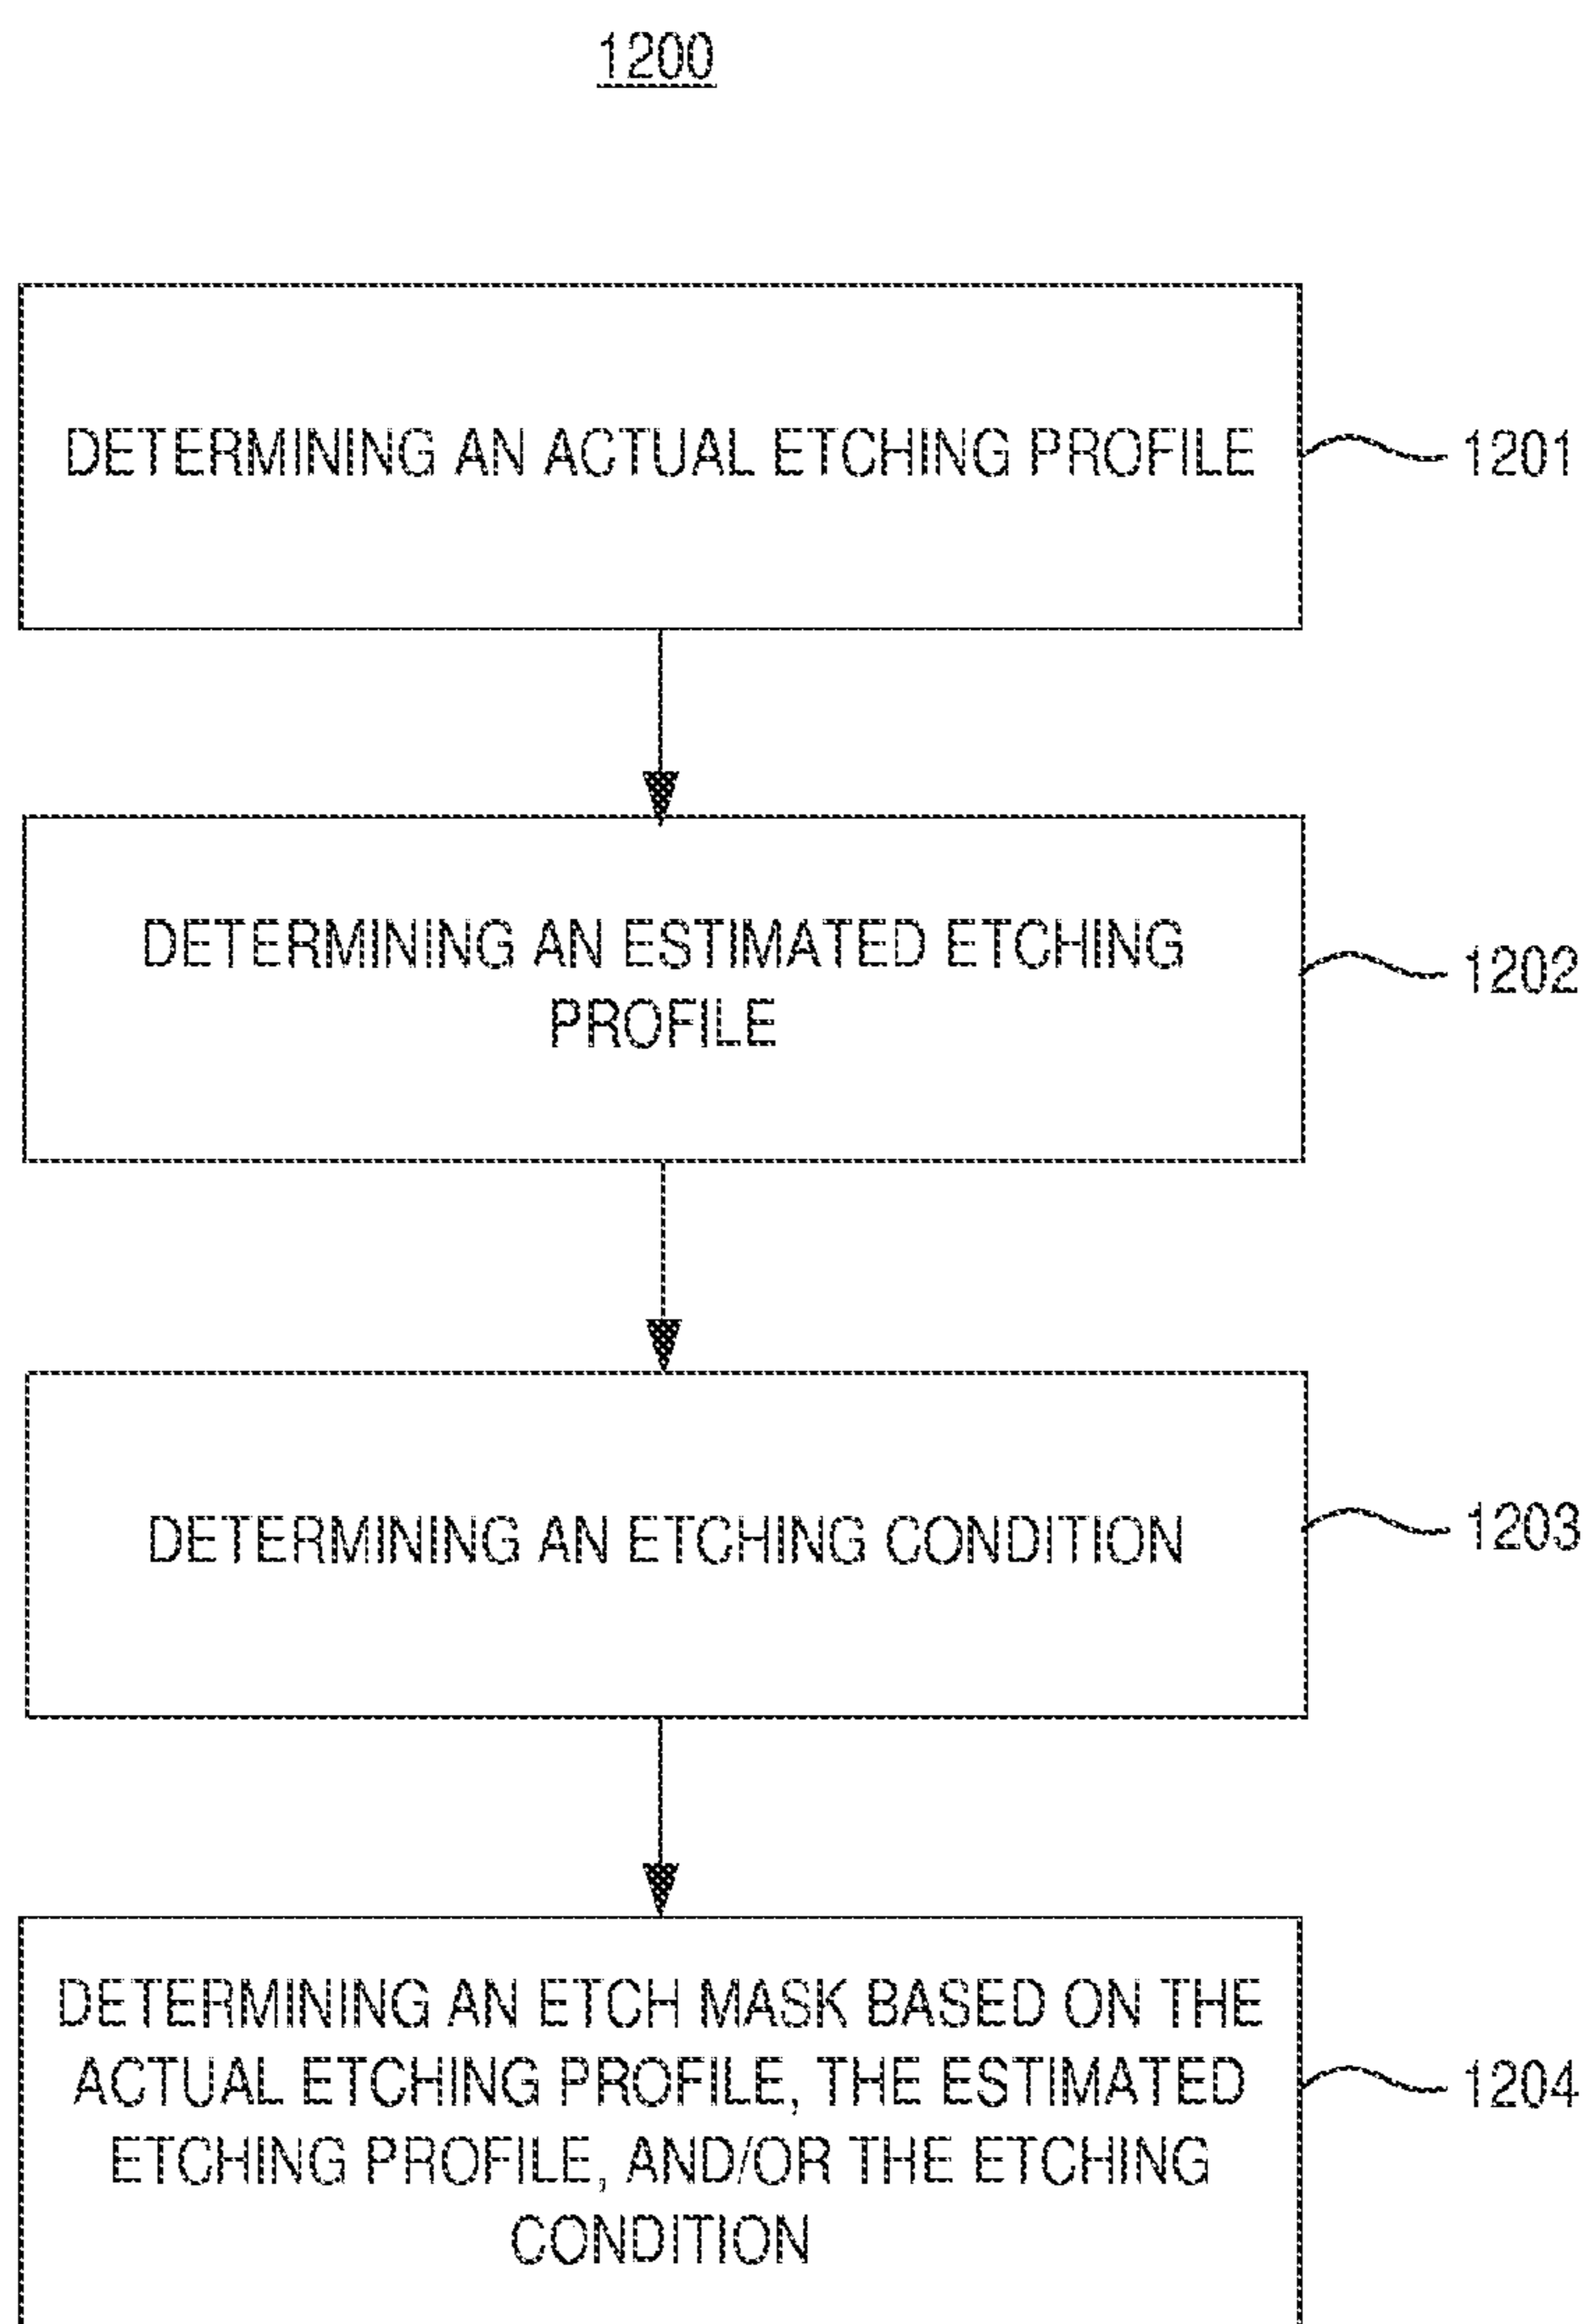 1200
DETERMINING AN ACTUAL ETCHING PROFILE
1201
DETERMINING AN ESTIMATED ETCHING
PROFILE
1202
DETERMINING AN ETCHING CONDITION
1203
DETERMINING AN ETCH MASK BASED ON THE
ACTUAL ETCHING PROFILE, THE ESTIMATED
ETCHING PROFILE, AND/OR THE ETCHING
CONDITION
1204